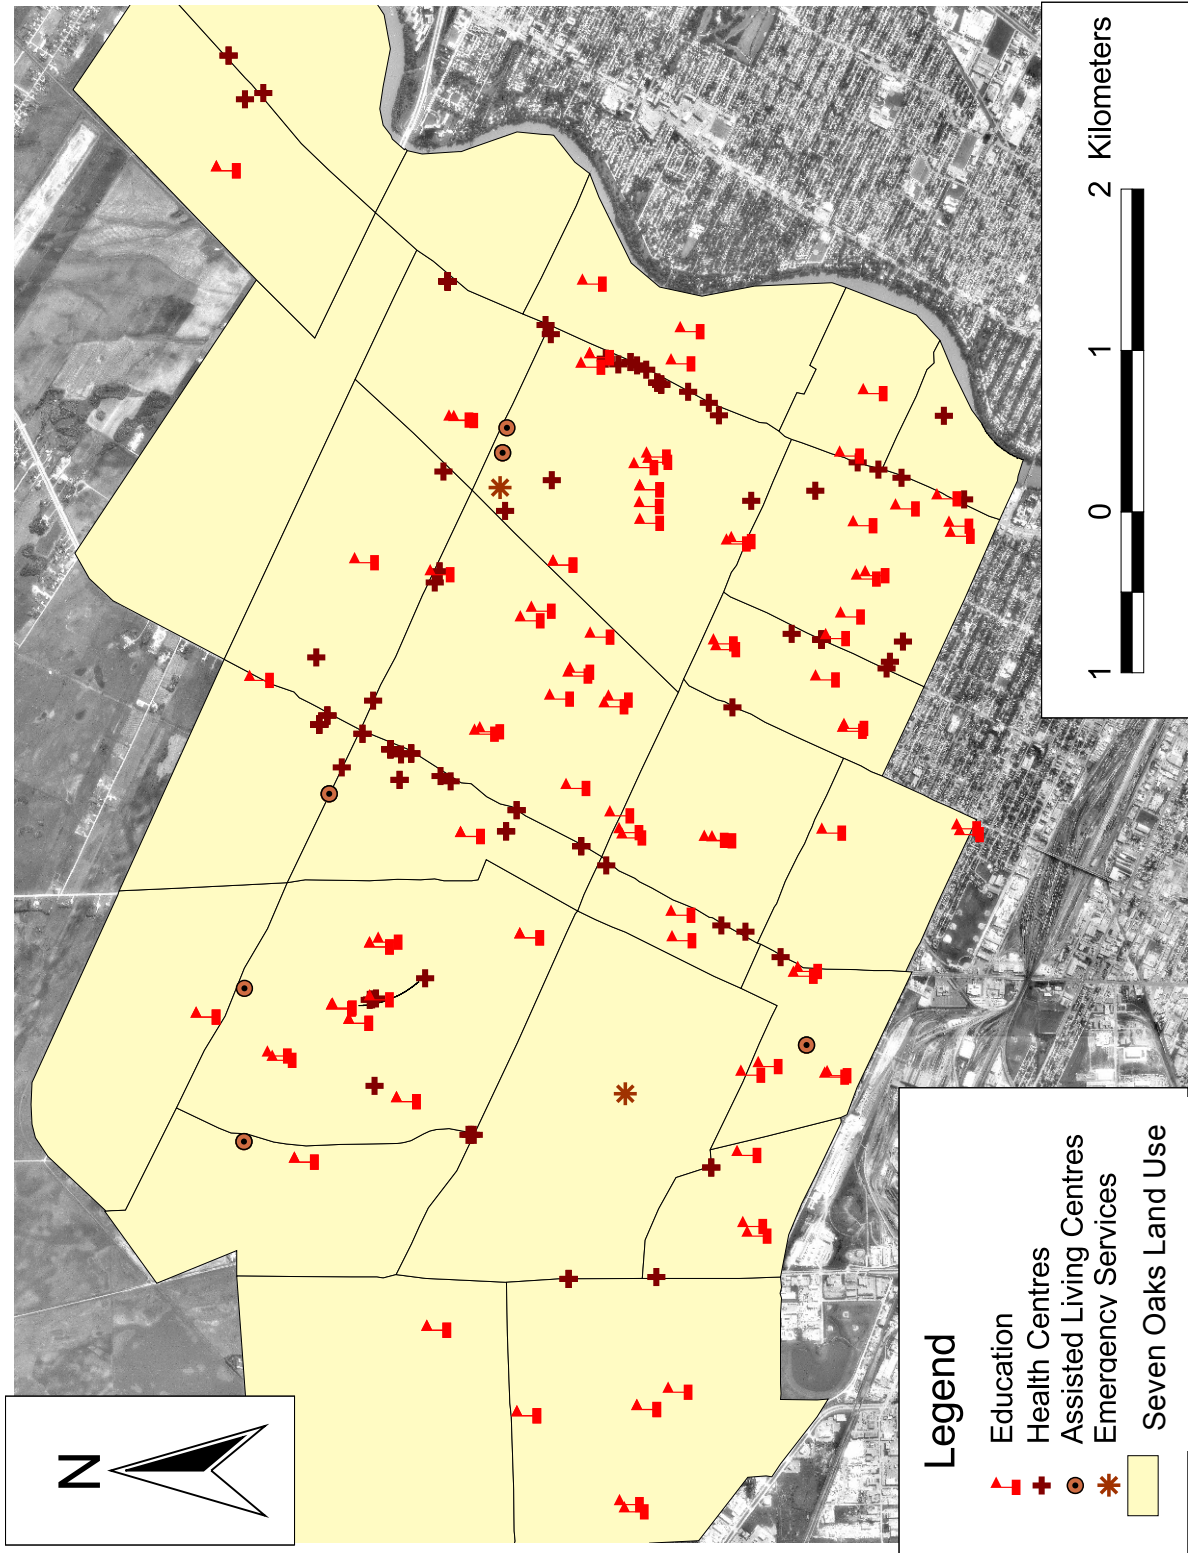 N
Legend
Education
Health Centres
Assisted Living Centres
Emergency Services
Seven Oaks Land Use
1 0 1 2 Kilometers